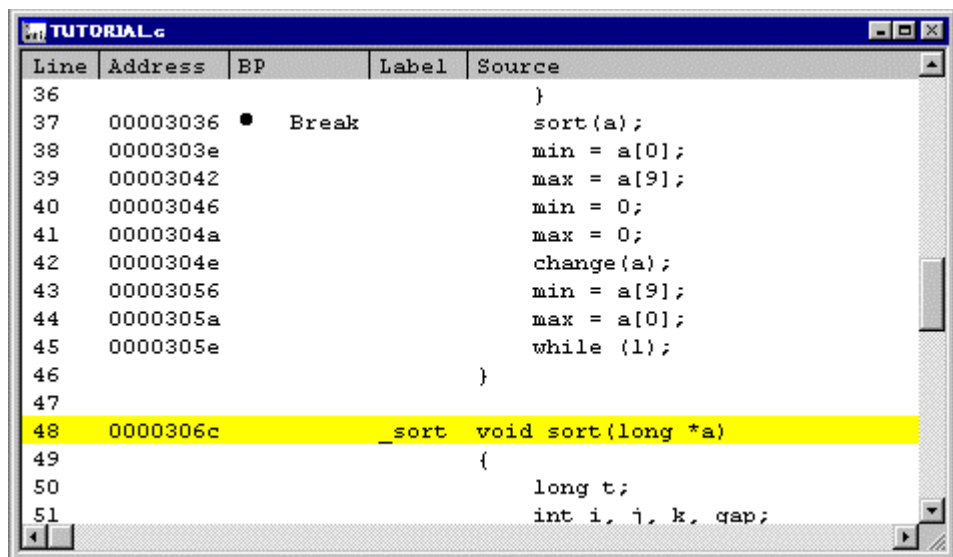 TUTORIAL.c
Line Address BP Label Source
36 }
37 00003036 Break sort(a);
38 0000303e min = a[0];
39 00003042 max = a[9];
40 00003046 min = 0;
41 0000304a max = 0;
42 0000304e change(a);
43 00003056 min = a[9];
44 0000305a max = a[0];
45 0000305e while (1);
46 }
47
48 0000306c _sort void sort(long *a)
49 {
50 long t;
51 int i, j, k, gap;